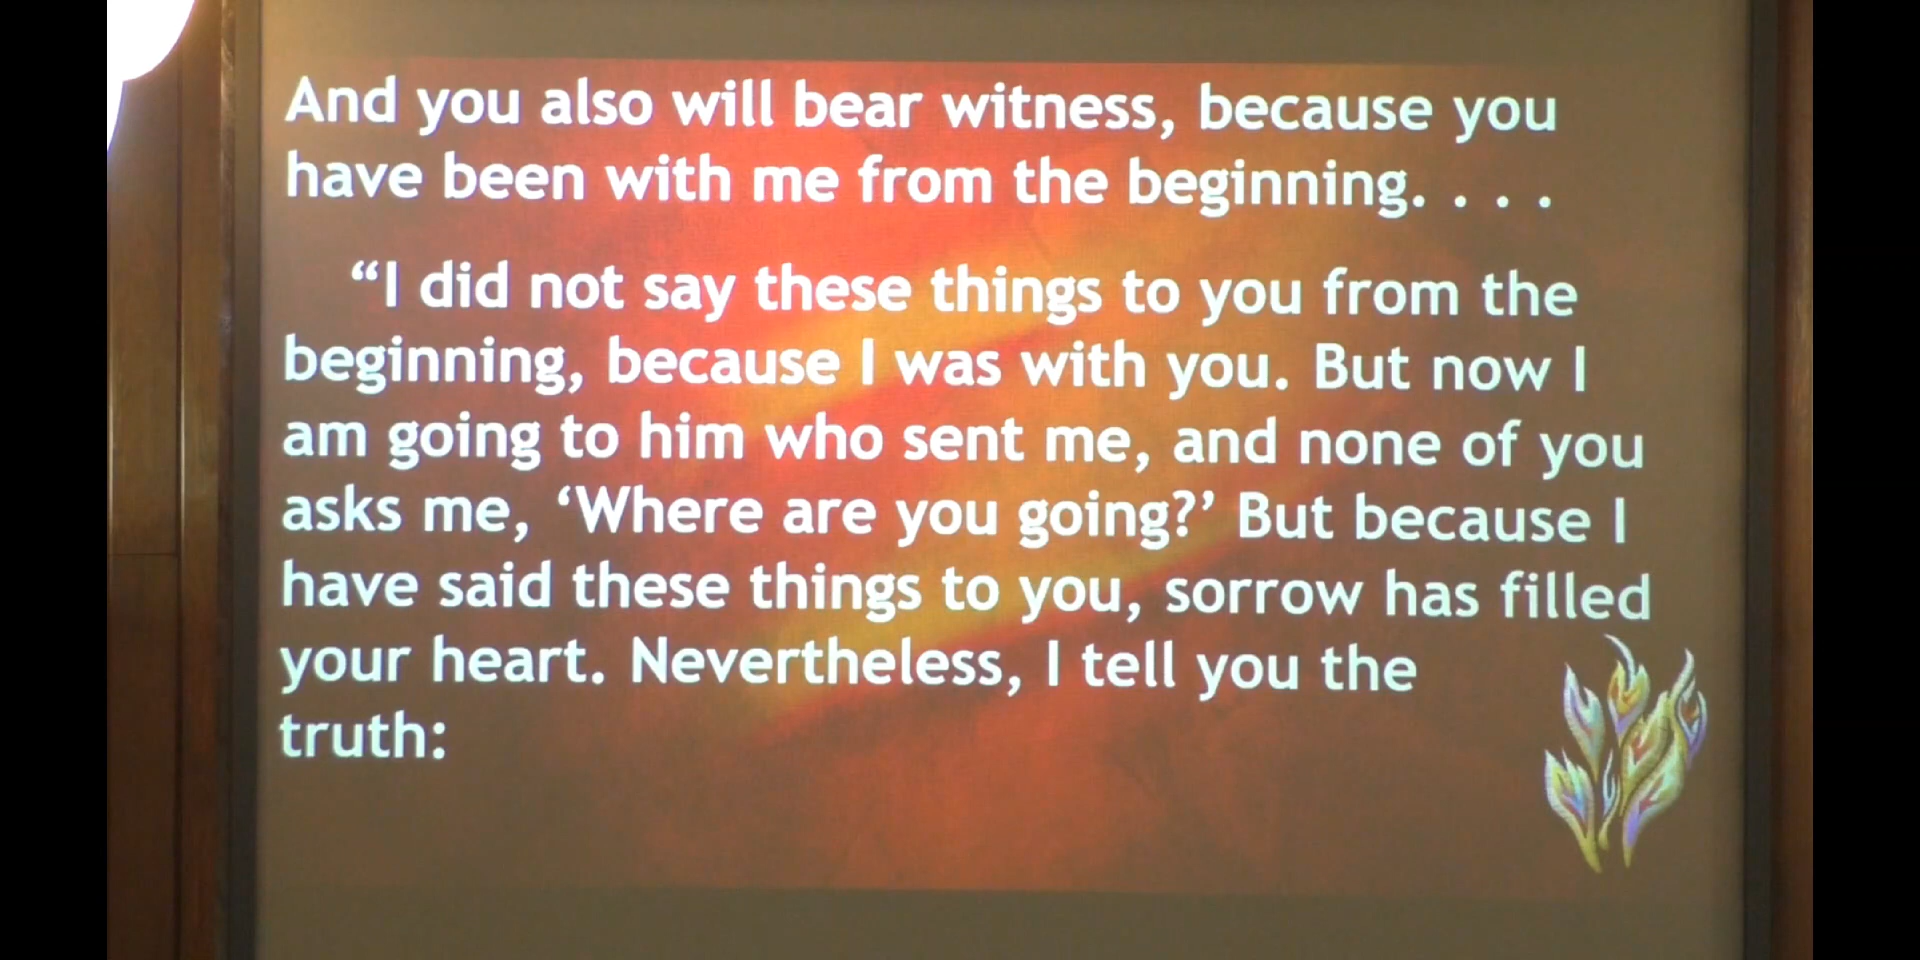 And you also will bear witness, because you
have been with me from the beginning. . . .
“I did not say these things to you from the
beginning, because I was with you. But now I
am going to him who sent me, and none of you
asks me, ‘Where are you going?’ But because I
have said these things to you, sorrow has filled
your heart. Nevertheless, I tell you the
truth: